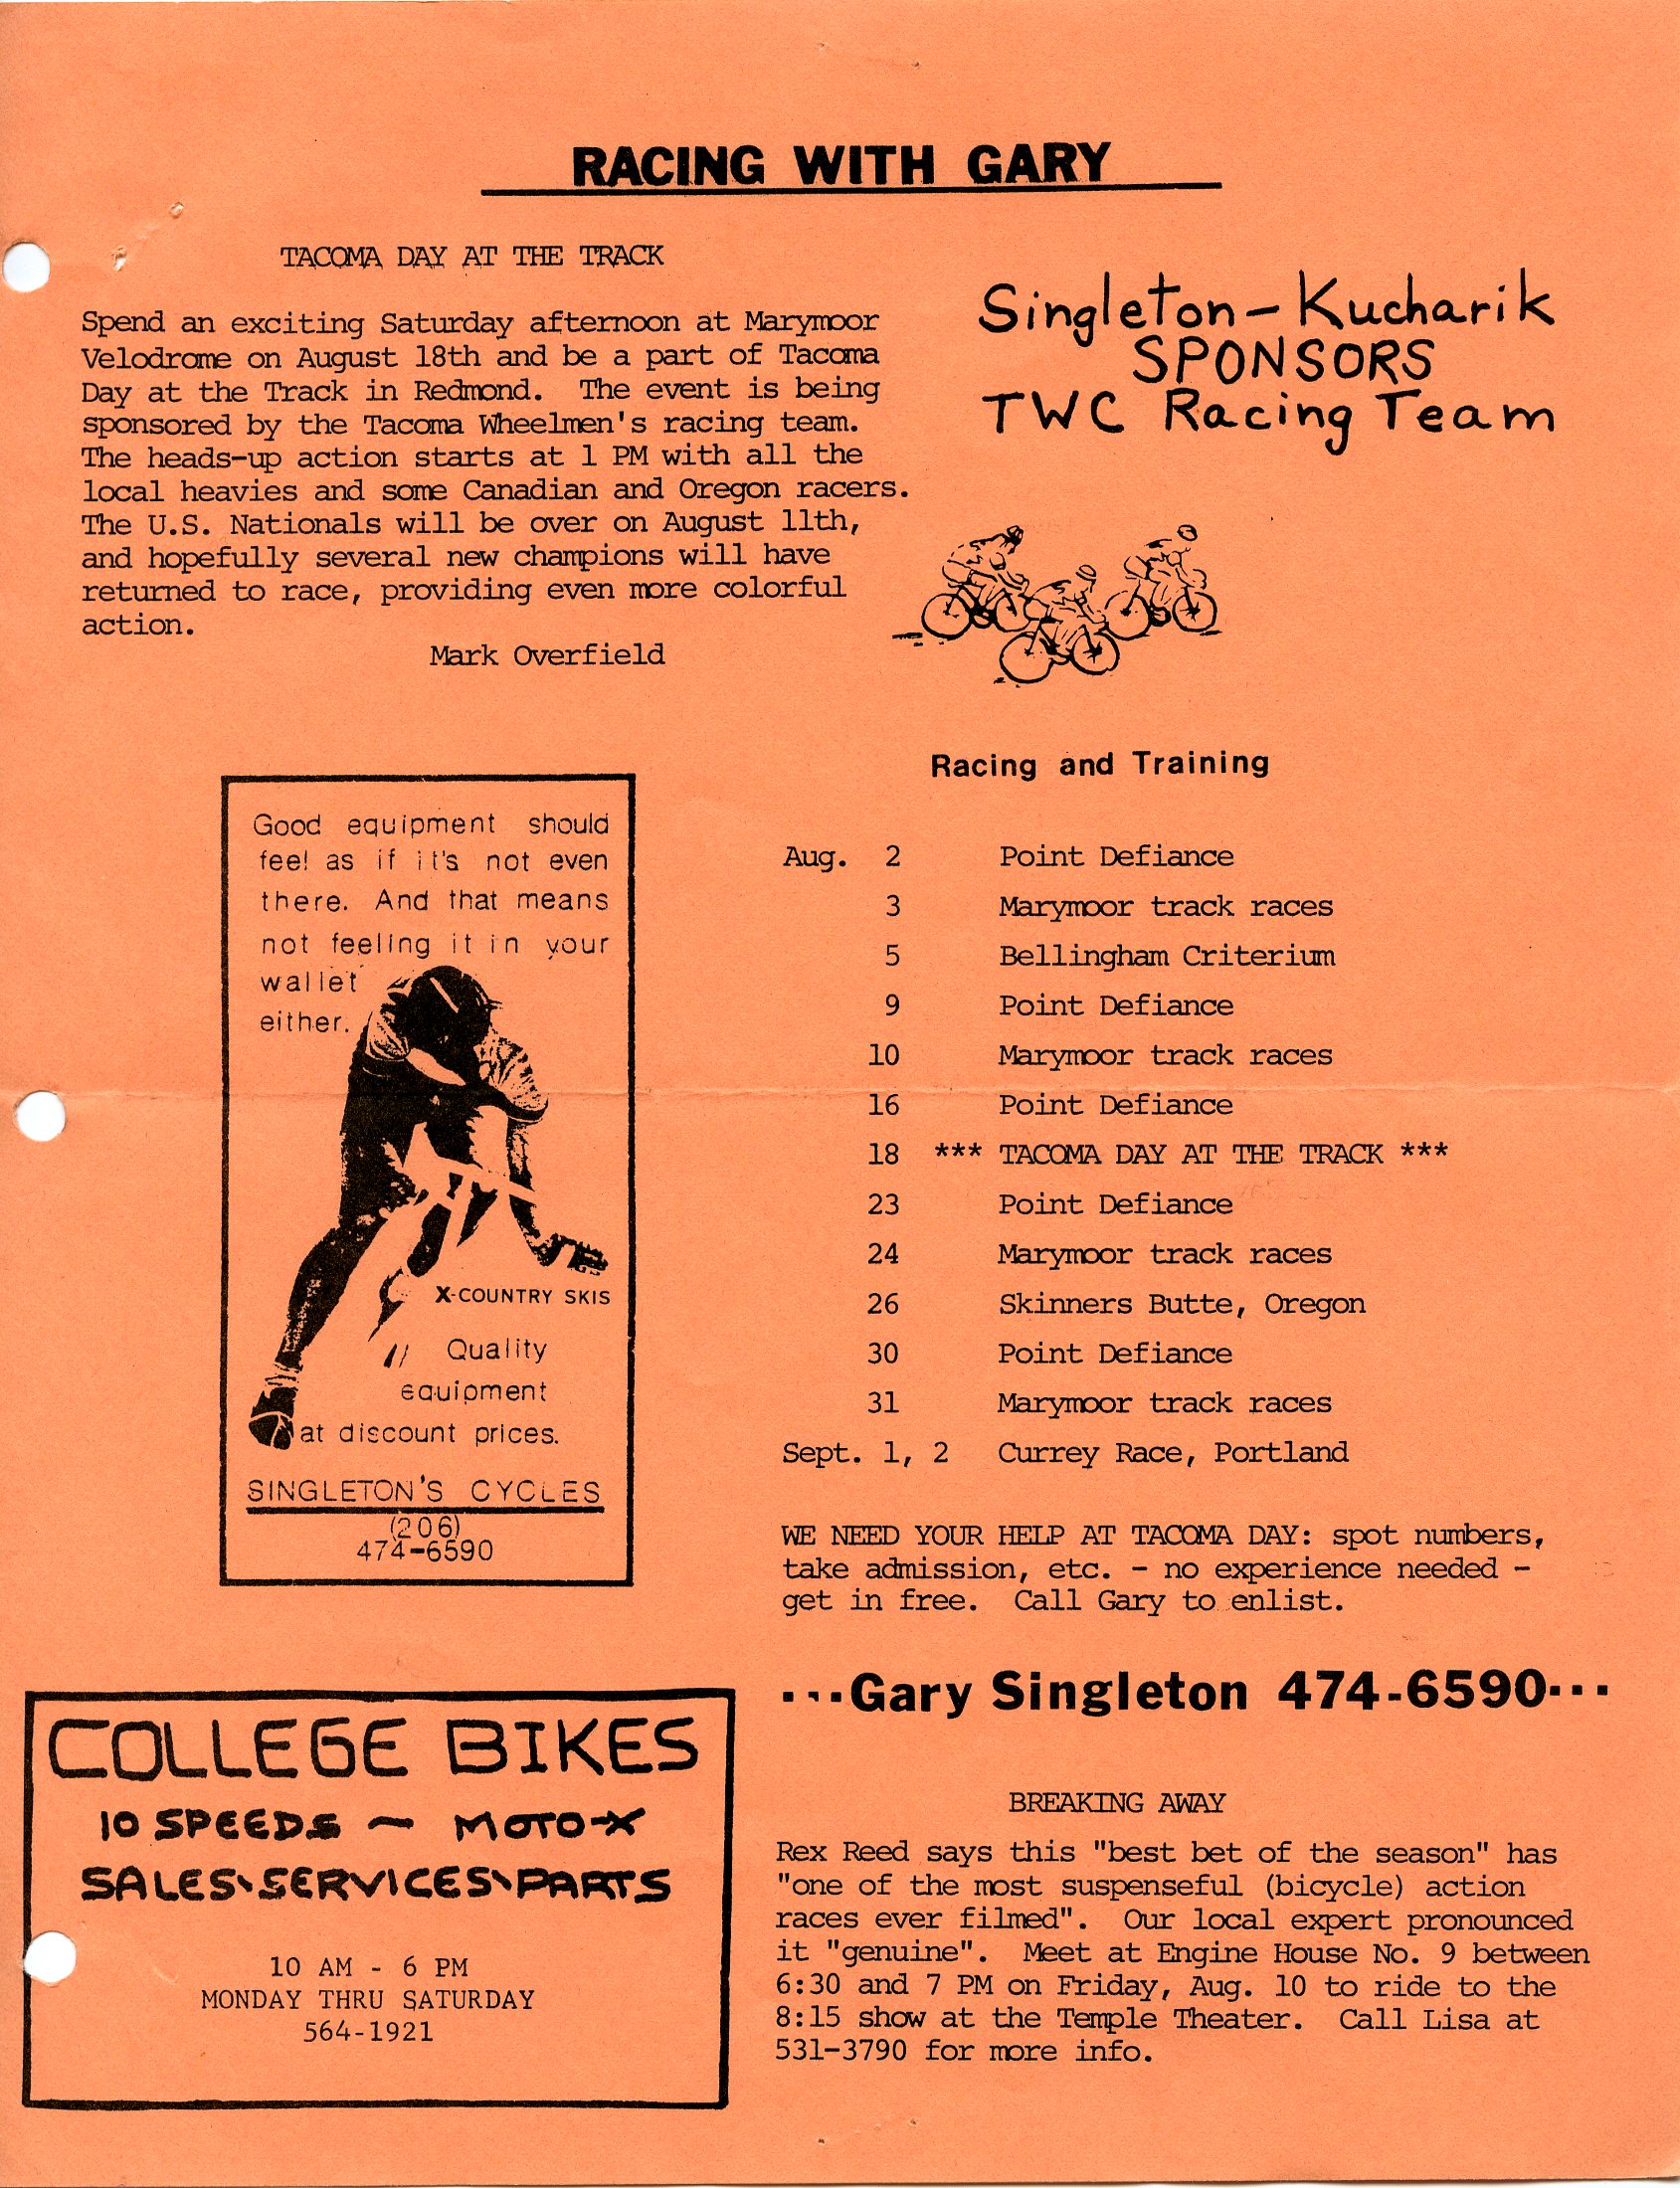 RACING WITH GARY
TACOMA DAY AT THE TRACK
Spend an exciting Saturday afternoon at Marymoor
Velodrome on August 18th and be a part of Tacoma
Day at the Track in Redmond.  The event is being
sponsored by the Tacoma Wheelmen's racing team.
The heads-up action starts at 1 PM with all the
local heavies and some Canadian and Oregon racers.
The U.S. Nationals will be over on August 11th,
and hopefully several new champions will have
returned to race, providing even more colorful
action.
Mark Overfield
Singleton-Kucharik
SPONSORS
TWC Racing Team
Good equipment should
feel as if it's not even
there. And that means
not feeling it in your
wallet
either.
X-COUNTRY SKIS
Quality
equipment
at discount prices.
SINGLETON'S CYCLES
(206)
474-6590
Racing and Training
Aug. 2 Point Defiance
3 Marymoor track races
5 Bellingham Criterium
9 Point Defiance
10 Marymoor track races
16 Point Defiance
18 *** TACOMA DAY AT THE TRACK ***
23 Point Defiance
24 Marymoor track races
26 Skinners Butte, Oregon
30 Point Defiance
31 Marymoor track races
Sept. 1, 2 Currey Race, Portland
WE NEED YOUR HELP AT TACOMA DAY: spot numbers,
take admission, etc. - no experience needed -
get in free.  Call Gary to enlist.
...Gary Singleton 474-6590...
COLLEGE BIKES
10 SPEEDS ~ MOTO-X
SALES\SERVICES\PARTS
10 AM - 6 PM
MONDAY THRU SATURDAY
564-1921
BREAKING AWAY
Rex Reed says this "best bet of the season" has
"one of the most suspenseful (bicycle) action
races ever filmed".  Our local expert pronounced
it "genuine".  Meet at Engine House No. 9 between
6:30 and 7 PM on Friday, Aug. 10 to ride to the
8:15 show at the Temple Theater.  Call Lisa at
531-3790 for more info.